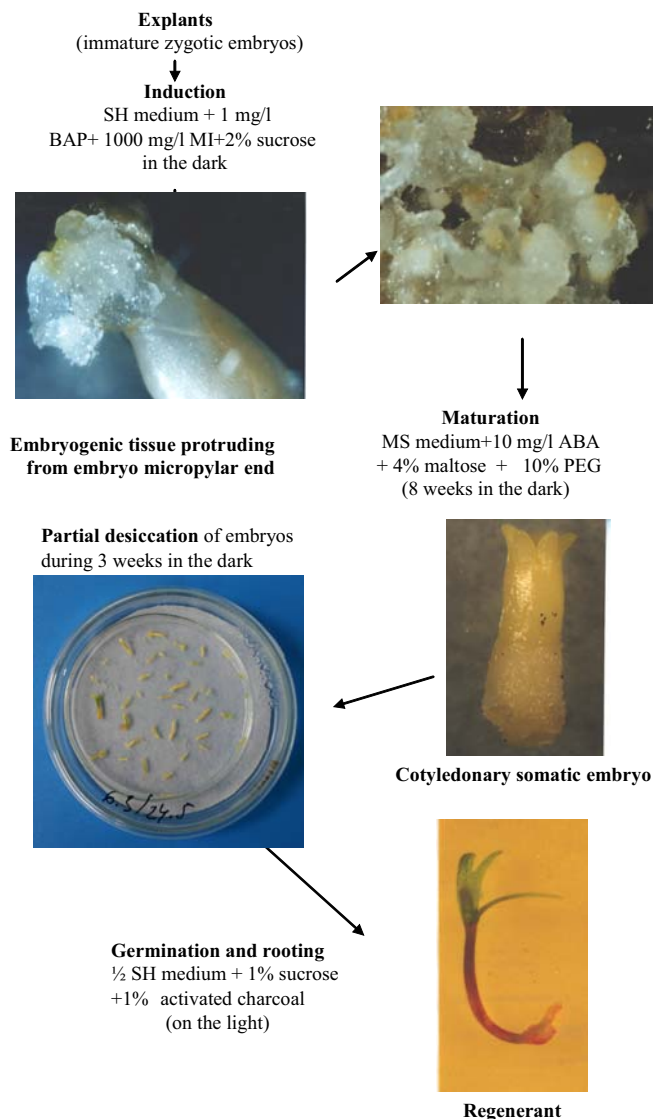 Explants
(immature zygotic embryos)
Induction
SH medium + 1 mg/l
BAP+ 1000 mg/l MI+2% sucrose
in the dark
Embryogenic tissue protruding
from embryo micropylar end
Maturation
MS medium+10 mg/l ABA
+ 4% maltose + 10% PEG
(8 weeks in the dark)
Partial desiccation of embryos
during 3 weeks in the dark
6.5/24.5
Cotyledonary somatic embryo
Germination and rooting
½ SH medium + 1% sucrose
+1% activated charcoal
(on the light)
Regenerant